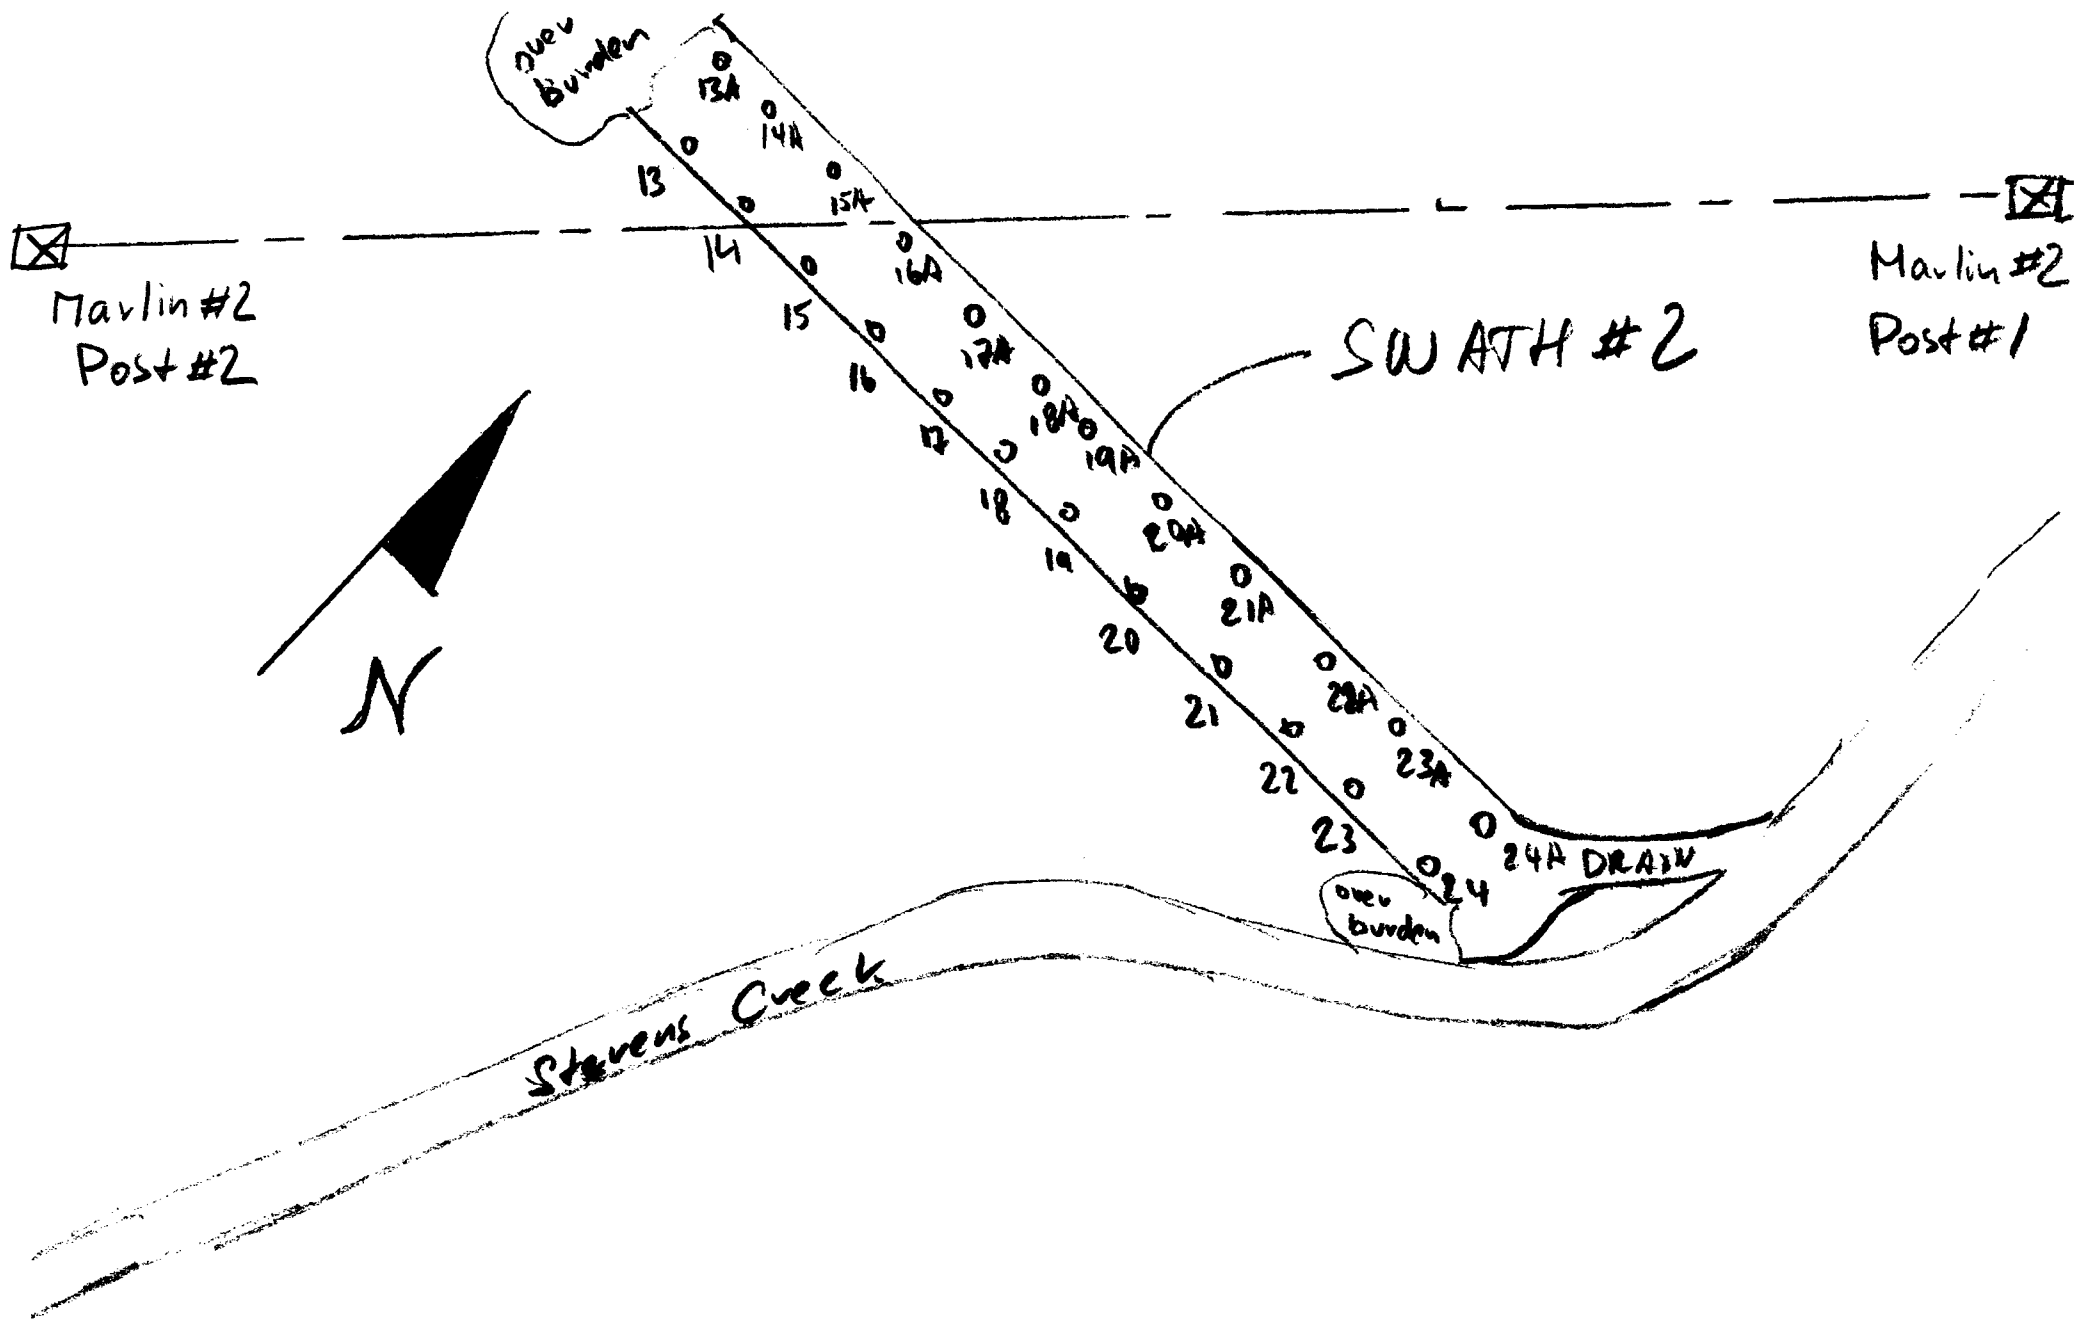 over
burden
13A
14A
13
15A
14
16A
Marlin #2
Post #2
Marlin #2
Post #1
15
17A
SWATH #2
16
18A
17
19A
18
20A
19
21A
20
N
22A
21
23A
22
23
24A
DRAIN
24
over
burden
Stevens Creek